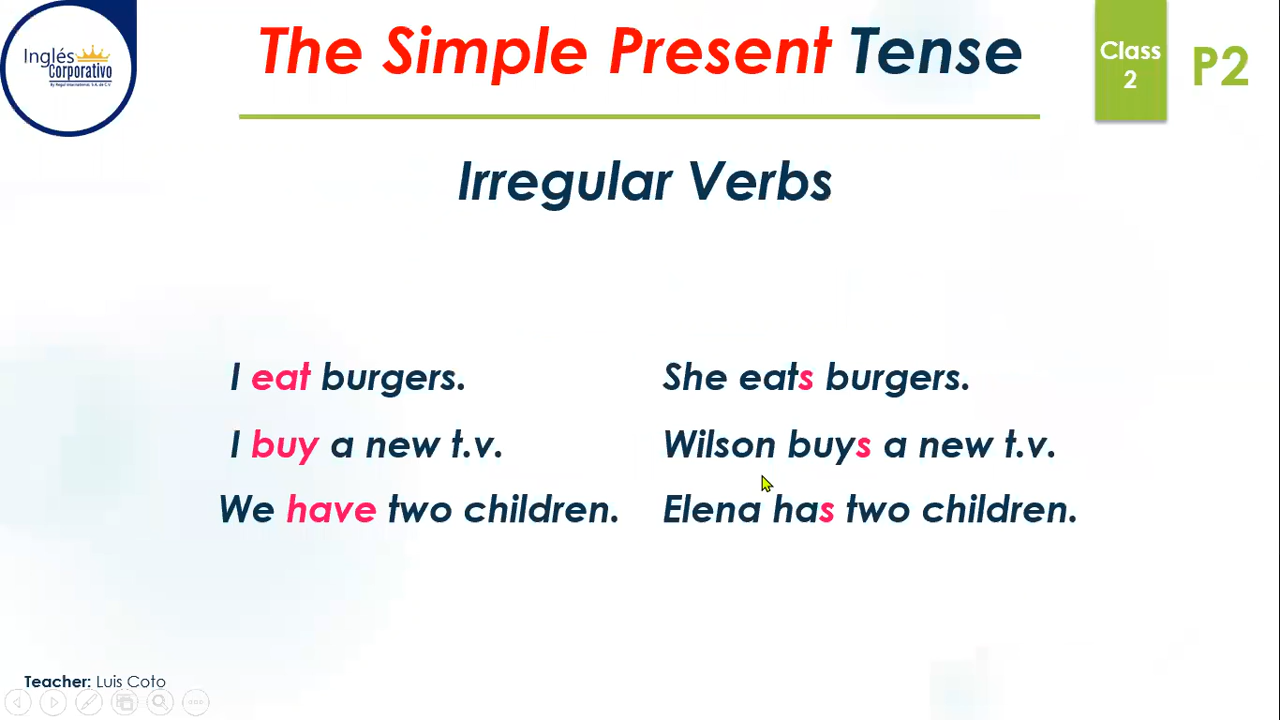 Inglés
Corporativo
The Simple Present Tense
Class
2
P2
Irregular Verbs
I eat burgers.
She eats burgers.
I buy a new t.v.
Wilson buys a new t.v.
We have two children.
Elena has two children.
Teacher: Luis Coto